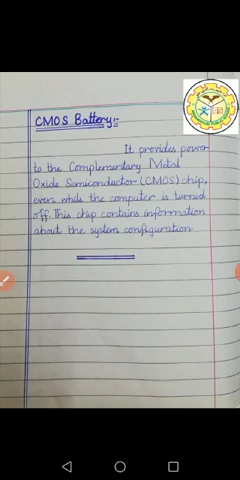 CMOS Battery:-
It provides power
to the Complementary Metal
Oxide Semiconductor (CMOS) chip,
even while the computer is turned
off. This chip contains information
about the system configuration